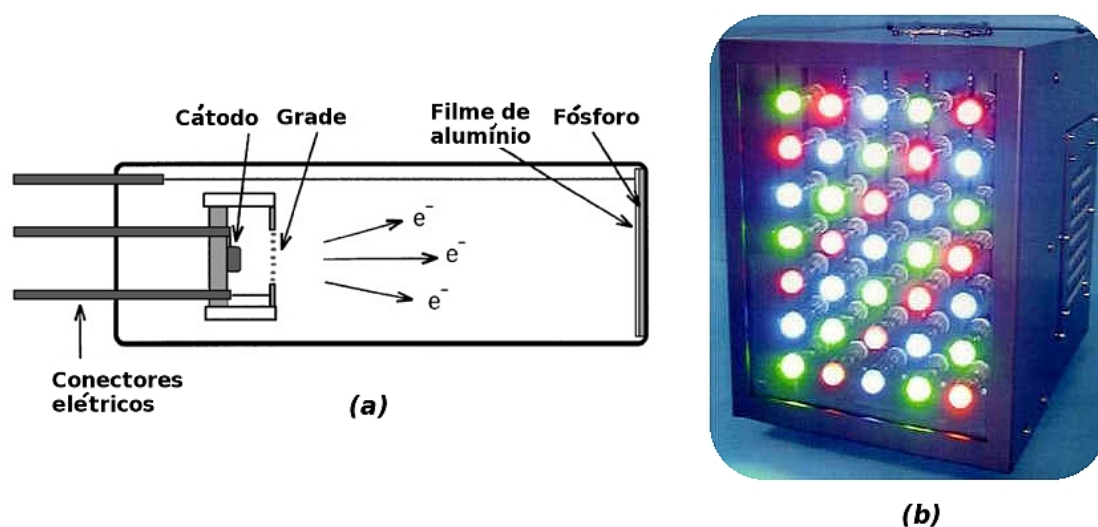 Cátodo Grade
Filme de
alumínio
Fósforo
e⁻
e⁻
e⁻
Conectores
elétricos
(a)
(b)